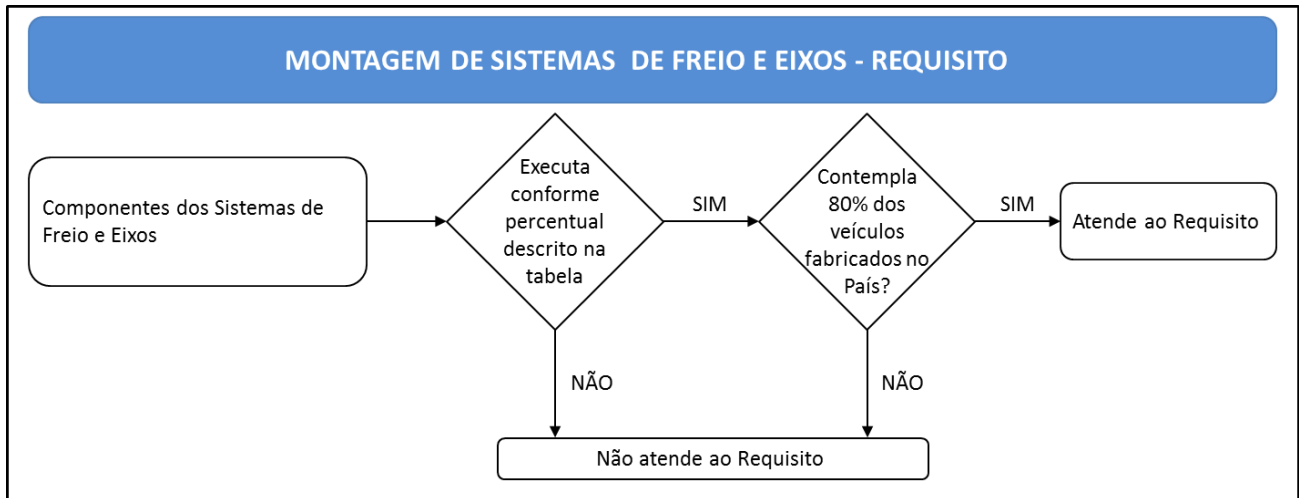 MONTAGEM DE SISTEMAS DE FREIO E EIXOS - REQUISITO
Componentes dos Sistemas de
Freio e Eixos
Executa
conforme
percentual
descrito na
tabela
SIM
Contempla
80% dos
veículos
fabricados no
País?
SIM
Atende ao Requisito
NÃO
NÃO
Não atende ao Requisito